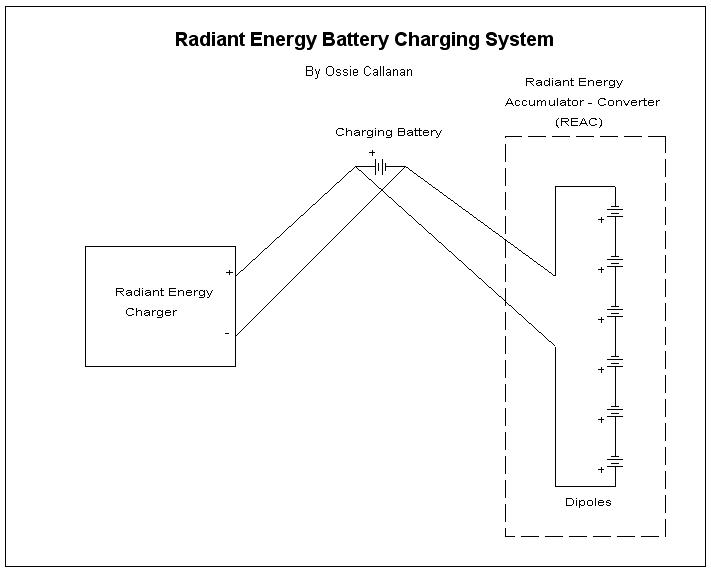 Radiant Energy Battery Charging System
By Ossie Callanan
Radiant Energy
Accumulator - Converter
(REAC)
Charging Battery
+
+
Radiant Energy
Charger
-
+
+
+
+
+
+
Dipoles